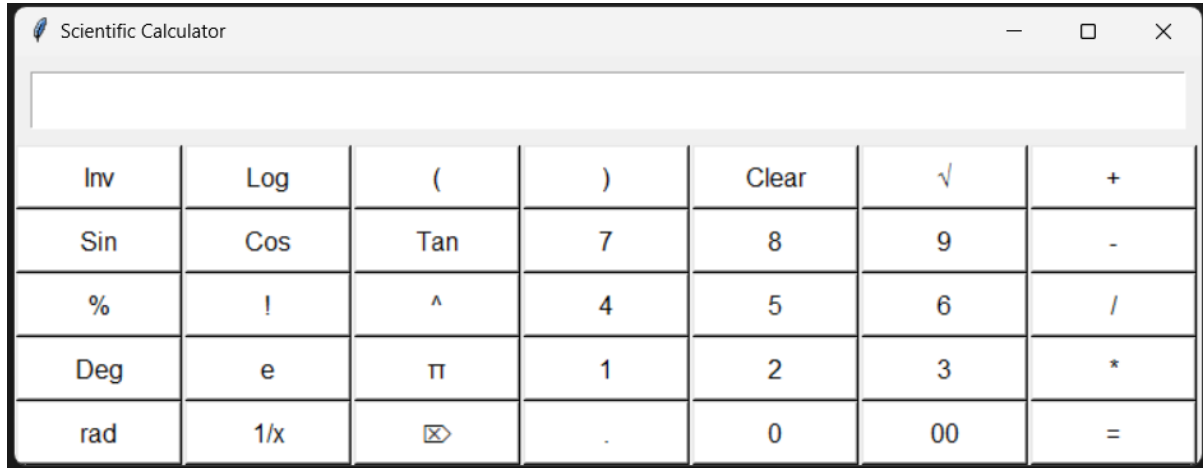 Scientific Calculator
Inv Log ( ) Clear √ +
Sin Cos Tan 7 8 9 -
% ! ^ 4 5 6 /
Deg e π 1 2 3 *
rad 1/x ⌦ . 0 00 =